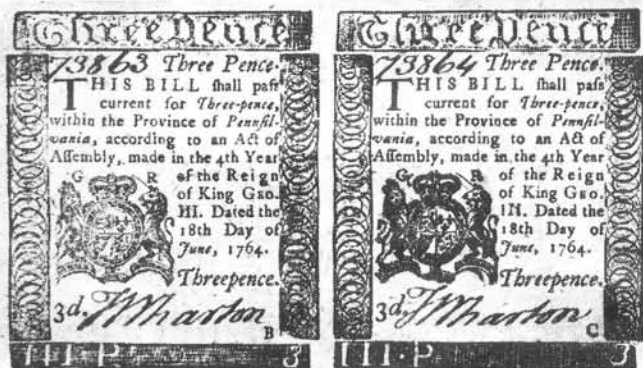 Three Pence
73863 Three Pence.
THIS BILL shall pass
current for Three-pence,
within the Province of Pennsil-
vania, according to an Act of
Assembly, made in the 4th Year
G R of the Reign
of King GEO.
III. Dated the
18th Day of
June, 1764.
Threepence.
3d. T Wharton
B
III.P 3
Three Pence
73864 Three Pence.
THIS BILL shall pass
current for Three-pence,
within the Province of Pennsil-
vania, according to an Act of
Assembly, made in the 4th Year
G R of the Reign
of King GEO.
III. Dated the
18th Day of
June, 1764.
Threepence.
3d. T Wharton
C
III.P 3